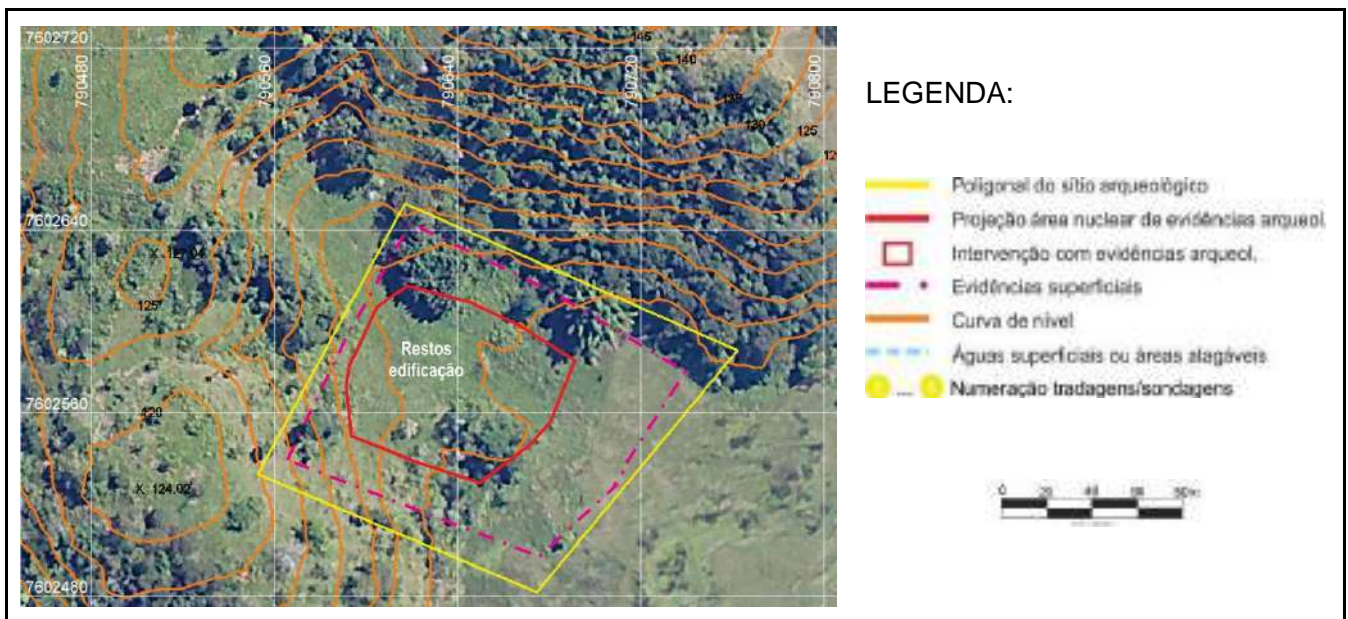 7602720
790480
790560
790640
790720
790800
145
140
130
125
7602640
X 127.04
125
Restos
edificação
7602560
120
X 124.02
7602480
LEGENDA:
Poligonal do sítio arqueológico
Projeção área nuclear de evidências arqueol.
Intervenção com evidências arqueol.
Evidências superficiais
Curva de nível
Águas superficiais ou áreas alagáveis
Numeração tradagens/sondagens
0 20 40 60 80m